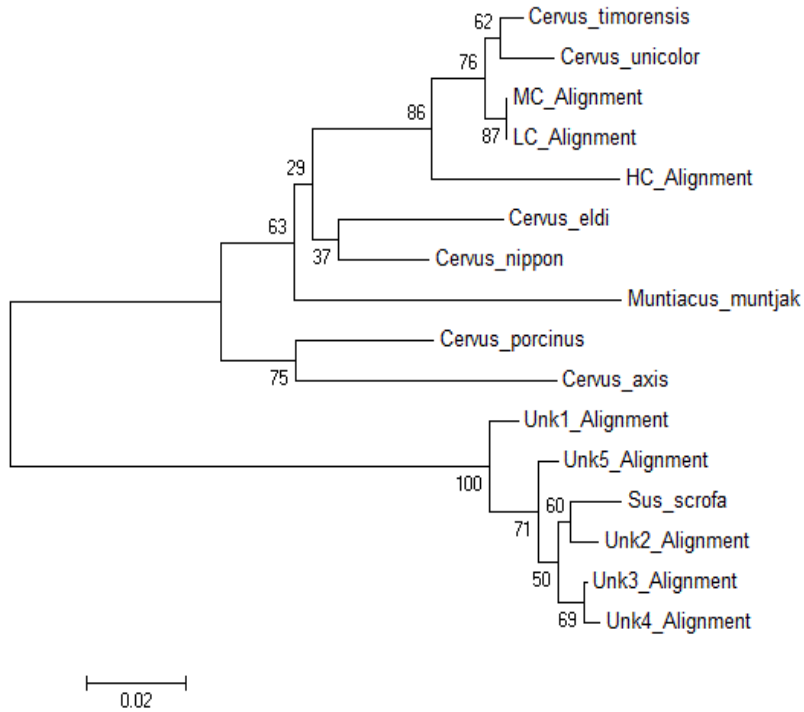 62
Cervus_timorensis
Cervus_unicolor
76
MC_Alignment
86
87
LC_Alignment
29
HC_Alignment
Cervus_eldi
63
37
Cervus_nippon
Muntiacus_muntjak
Cervus_porcinus
75
Cervus_axis
Unk1_Alignment
100
Unk5_Alignment
60
Sus_scrofa
71
Unk2_Alignment
50
Unk3_Alignment
69
Unk4_Alignment
0.02